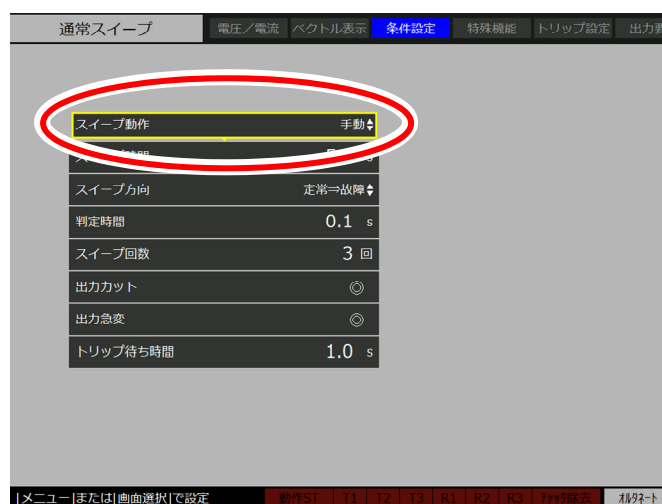 通常スイープ 電圧／電流 ベクトル表示 条件設定 特殊機能 トリップ設定 出力
スイープ動作 手動
スイープ方向 定常⇒故障
判定時間 0.1 s
スイープ回数 3 回
出力カット ◎
出力急変 ◎
トリップ待ち時間 1.0 s
|メニュー|または|画面選択|で設定 動作ST T1 T2 T3 R1 R2 R3 ﾁｬﾀ除去 ｵﾙﾀﾈｰﾄ